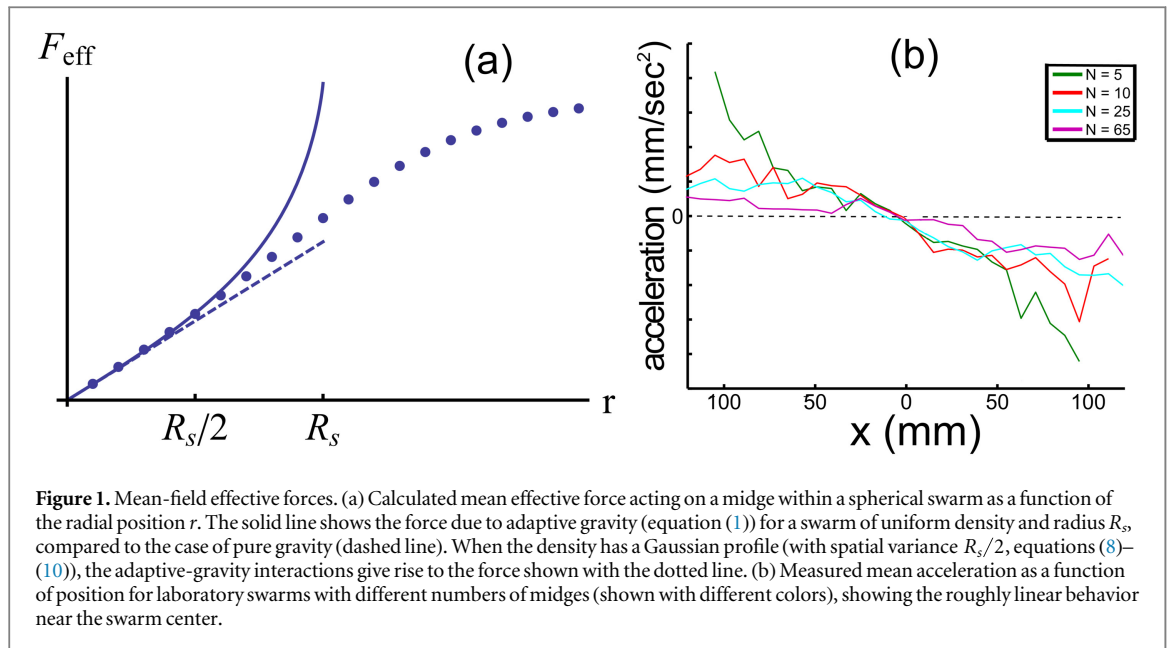 F_eff
(a)
R_s/2
R_s
r
(b)
acceleration (mm/sec²)
N = 5
N = 10
N = 25
N = 65
0
100
50
0
50
100
x (mm)
Figure 1. Mean-field effective forces. (a) Calculated mean effective force acting on a midge within a spherical swarm as a function of
the radial position r. The solid line shows the force due to adaptive gravity (equation (1)) for a swarm of uniform density and radius R_s,
compared to the case of pure gravity (dashed line). When the density has a Gaussian profile (with spatial variance R_s/2, equations (8)–
(10)), the adaptive-gravity interactions give rise to the force shown with the dotted line. (b) Measured mean acceleration as a function
of position for laboratory swarms with different numbers of midges (shown with different colors), showing the roughly linear behavior
near the swarm center.